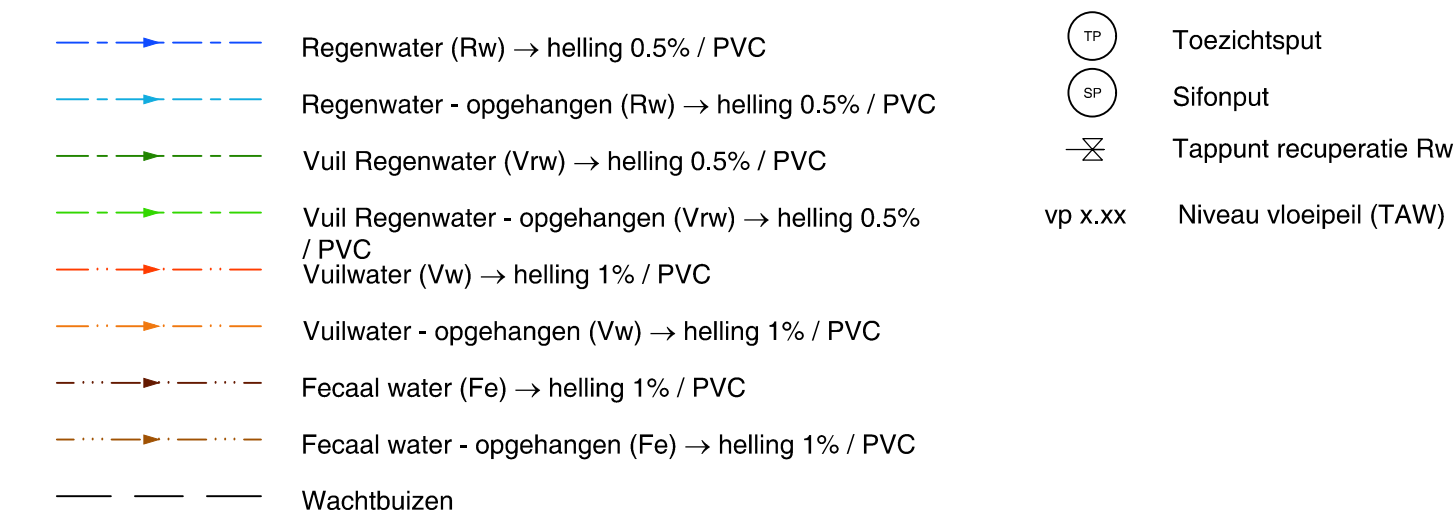 Regenwater (Rw) → helling 0.5% / PVC
Regenwater - opgehangen (Rw) → helling 0.5% / PVC
Vuil Regenwater (Vrw) → helling 0.5% / PVC
Vuil Regenwater - opgehangen (Vrw) → helling 0.5%
/ PVC
Vuilwater (Vw) → helling 1% / PVC
Vuilwater - opgehangen (Vw) → helling 1% / PVC
Fecaal water (Fe) → helling 1% / PVC
Fecaal water - opgehangen (Fe) → helling 1% / PVC
Wachtbuizen
TP Toezichtsput
SP Sifonput
Tappunt recuperatie Rw
vp x.xx Niveau vloeipeil (TAW)